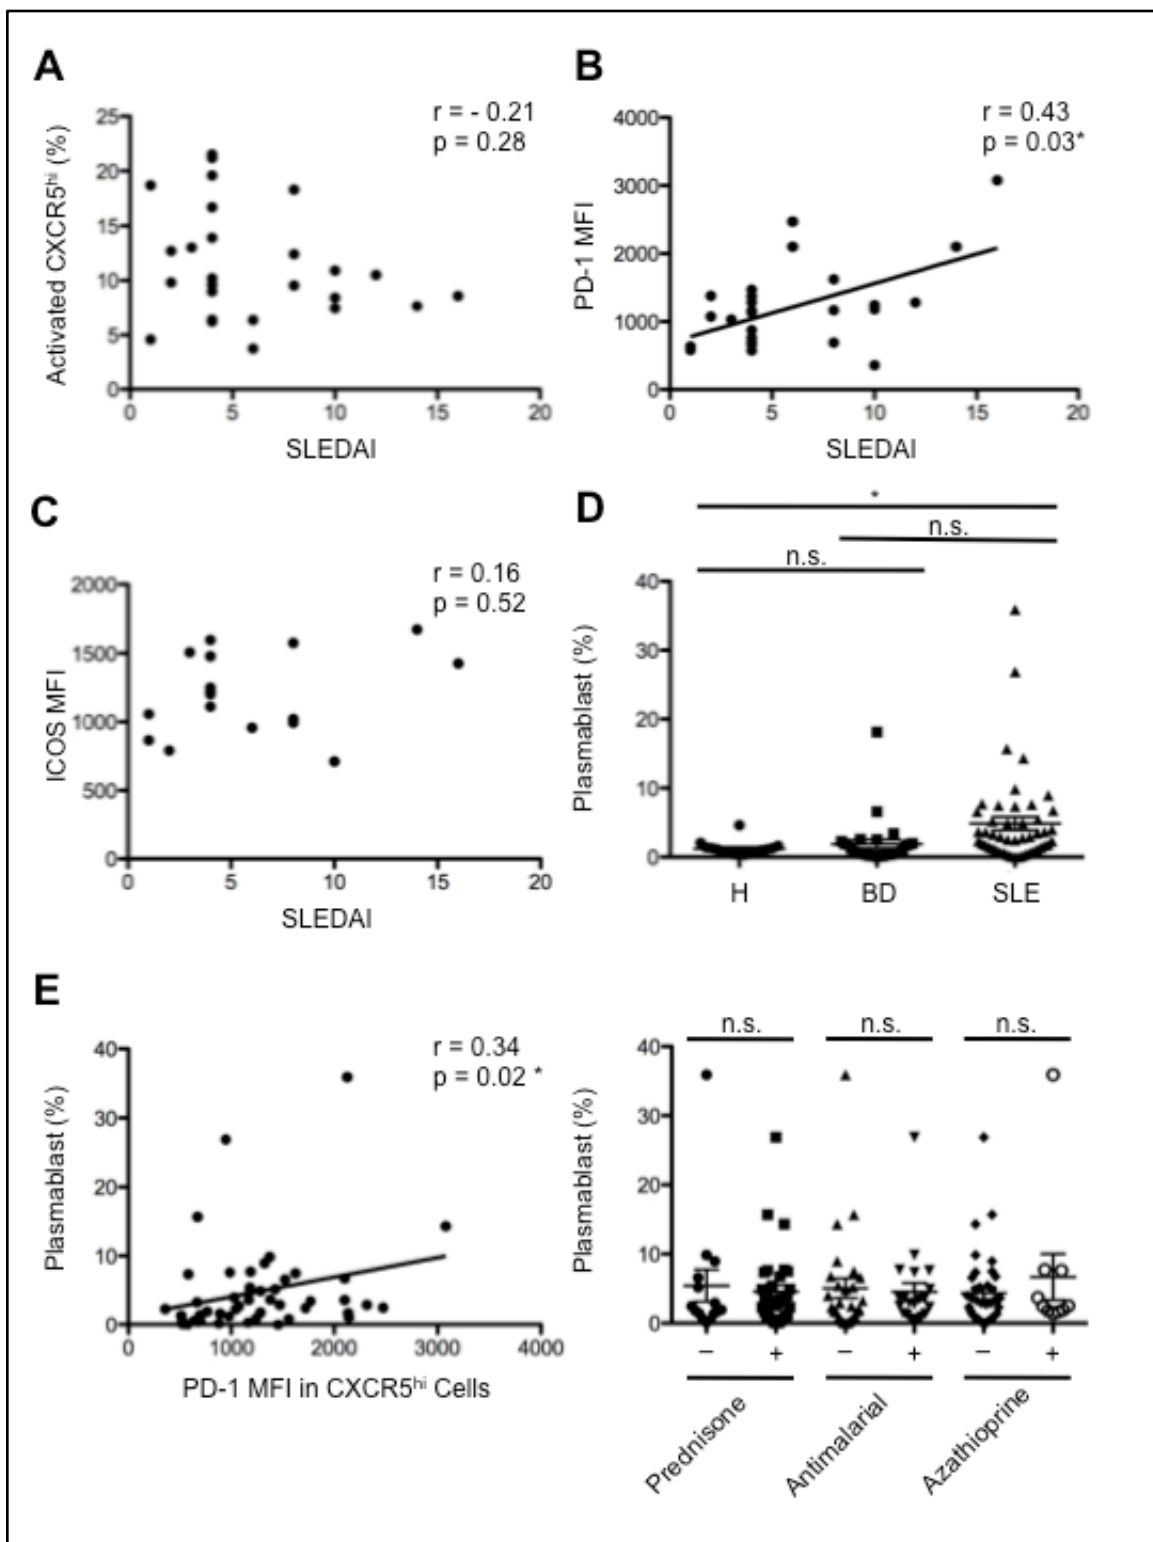 A
r = - 0.21
p = 0.28
Activated CXCR5hi (%)
25
20
15
10
5
0
0 5 10 15 20
SLEDAI
B
r = 0.43
p = 0.03*
PD-1 MFI
4000
3000
2000
1000
0
0 5 10 15 20
SLEDAI
C
r = 0.16
p = 0.52
ICOS MFI
2000
1500
1000
500
0
0 5 10 15 20
SLEDAI
D
*
n.s.
n.s.
Plasmablast (%)
40
30
20
10
0
H BD SLE
E
r = 0.34
p = 0.02 *
Plasmablast (%)
40
30
20
10
0
0 1000 2000 3000 4000
PD-1 MFI in CXCR5hi Cells
n.s. n.s. n.s.
Plasmablast (%)
40
30
20
10
0
– + – + – +
Prednisone
Antimalarial
Azathioprine